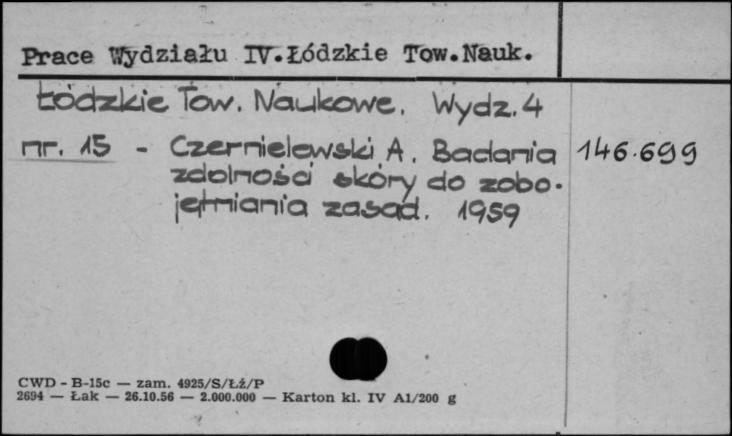 Prace Wydziału IV.Łódzkie Tow.Nauk.
Łódzkie Tow. Naukowe. Wydz. 4
nr. 15 - Czernielewski A. Badania 146.699
zdolności skóry do zobo-
jętniania zasad. 1959
CWD - B-15c — zam. 4925/S/Łż/P
2694 — Łak — 26.10.56 — 2.000.000 — Karton kl. IV A1/200 g